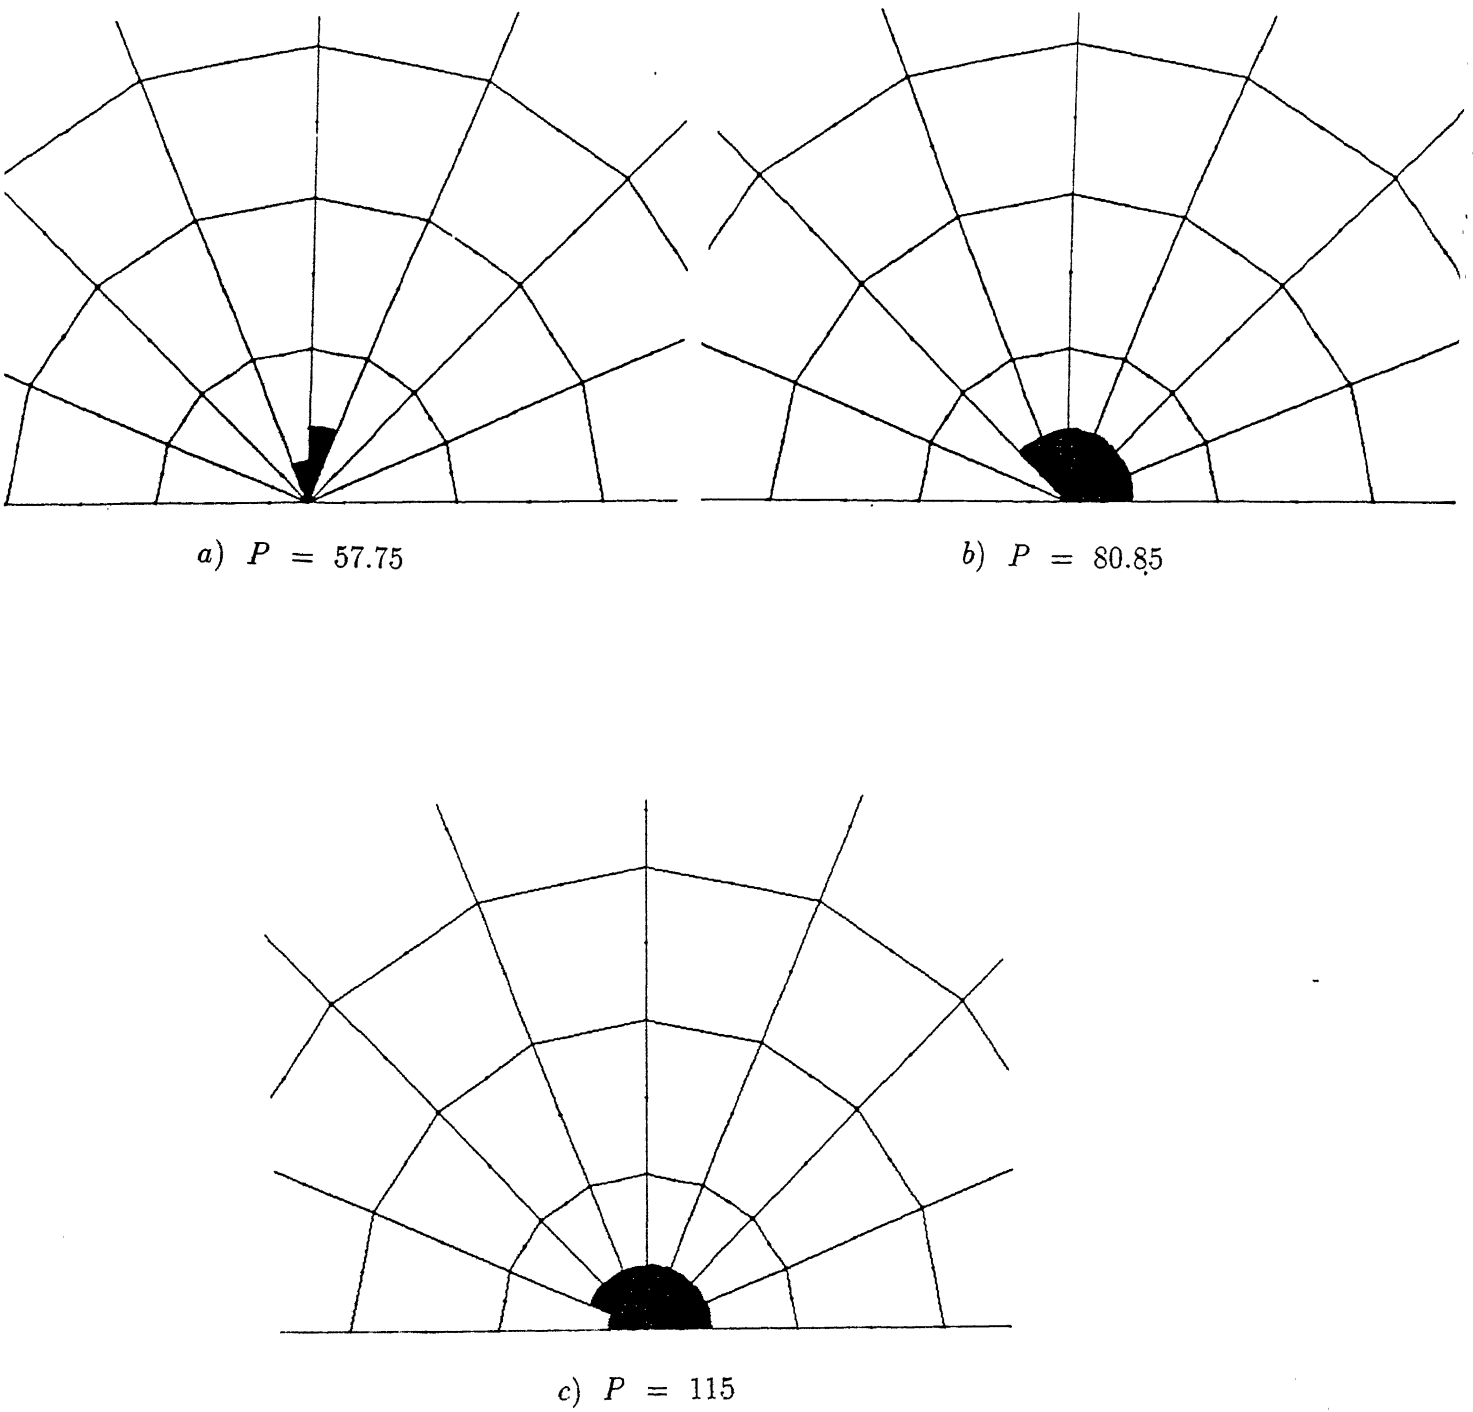 a) P = 57.75
b) P = 80.85
c) P = 115